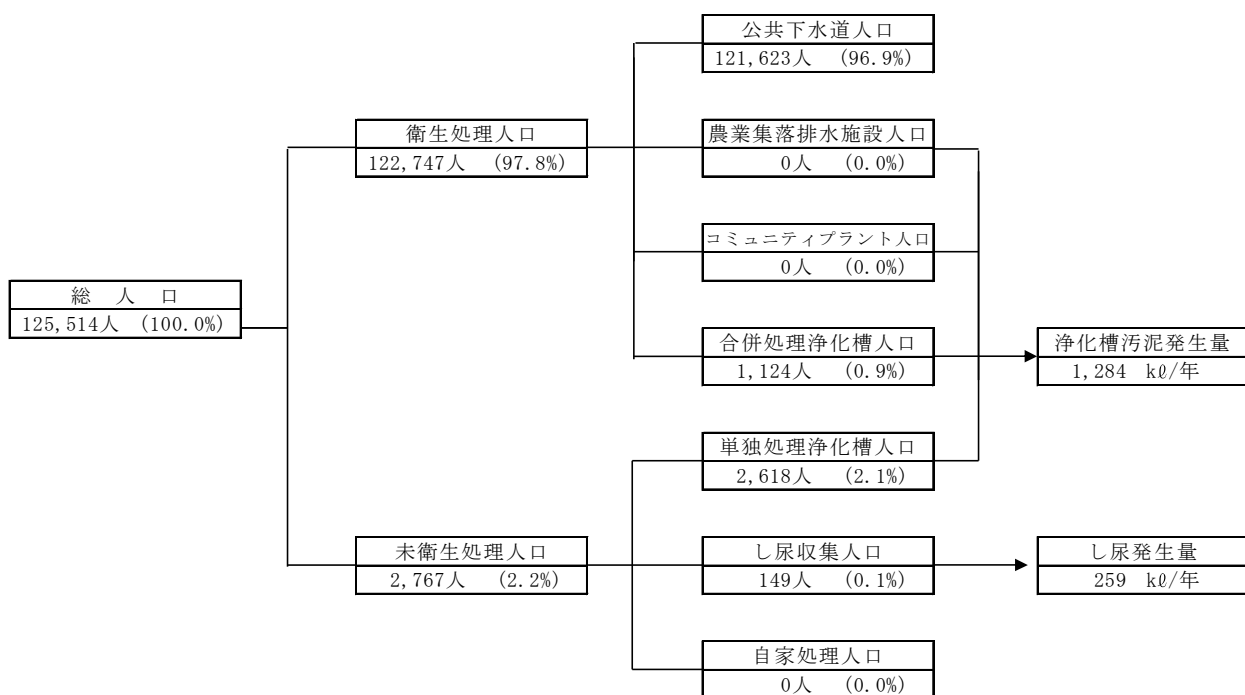 公共下水道人口
121,623人 (96.9%)
衛生処理人口
122,747人 (97.8%)
農業集落排水施設人口
0人 (0.0%)
コミュニティプラント人口
0人 (0.0%)
総 人 口
125,514人 (100.0%)
合併処理浄化槽人口
1,124人 (0.9%)
浄化槽汚泥発生量
1,284 kℓ/年
単独処理浄化槽人口
2,618人 (2.1%)
未衛生処理人口
2,767人 (2.2%)
し尿収集人口
149人 (0.1%)
し尿発生量
259 kℓ/年
自家処理人口
0人 (0.0%)